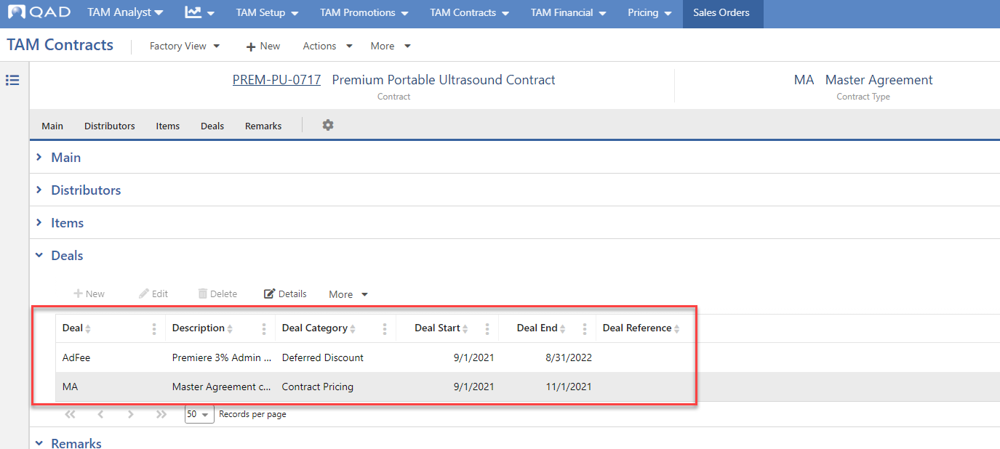 QAD TAM Analyst TAM Setup TAM Promotions TAM Contracts TAM Financial Pricing Sales Orders
TAM Contracts Factory View New Actions More
PREM-PU-0717 Premium Portable Ultrasound Contract MA Master Agreement
Contract Contract Type
Main Distributors Items Deals Remarks
Main
Distributors
Items
Deals
New Edit Delete Details More
Deal Description Deal Category Deal Start Deal End Deal Reference
AdFee Premiere 3% Admin ... Deferred Discount 9/1/2021 8/31/2022
MA Master Agreement c... Contract Pricing 9/1/2021 11/1/2021
50 Records per page
Remarks